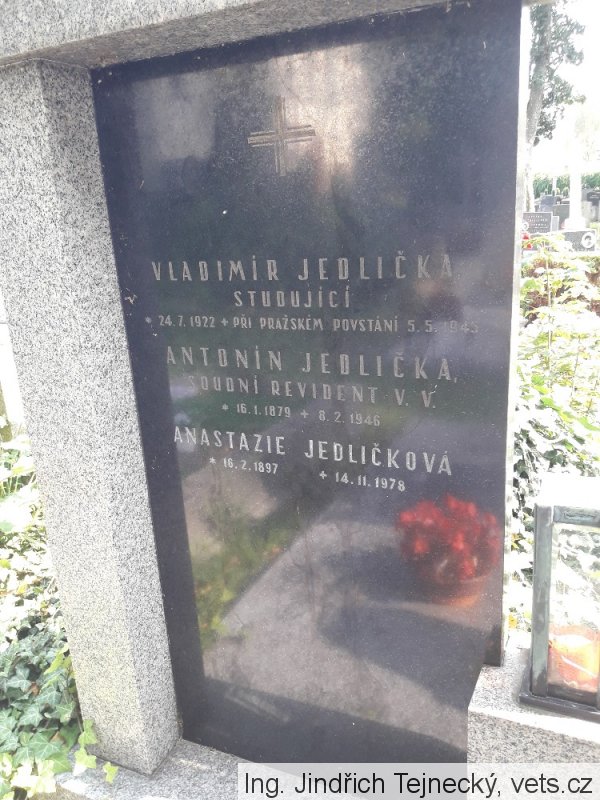 VLADIMÍR JEDLIČKA
STUDUJÍCÍ
* 24.7.1922 + PŘI PRAŽSKÉM POVSTÁNÍ 5.5.1945
ANTONÍN JEDLIČKA,
SOUDNÍ REVIDENT V. V.
* 16.1.1879 + 8.2.1946
ANASTAZIE JEDLIČKOVÁ
* 16.2.1897 + 14.11.1978
Ing. Jindřich Tejnecký, vets.cz